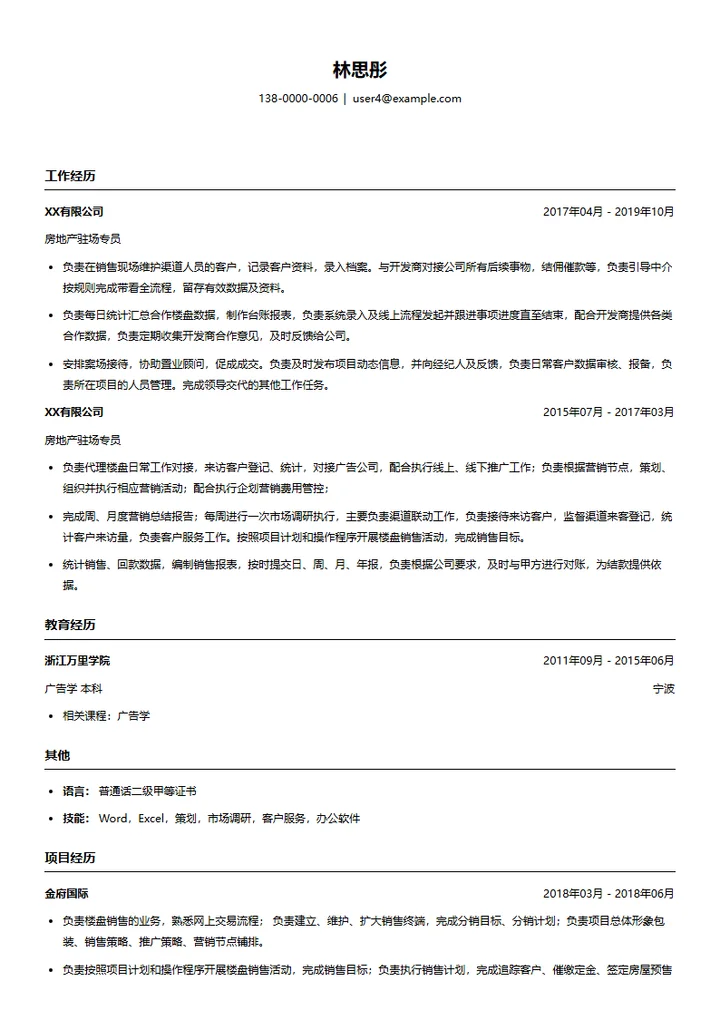 林思彤
138-0000-0006 | user4@example.com
工作经历
XX有限公司 2017年04月 - 2019年10月
房地产驻场专员
• 负责在销售现场维护渠道人员的客户，记录客户资料，录入档案。与开发商对接公司所有后续事物，结佣催款等，负责引导中介
按规则完成带看全流程，留存有效数据及资料。
• 负责每日统计汇总合作楼盘数据，制作台账报表，负责系统录入及线上流程发起并跟进事项进度直至结束，配合开发商提供各类
合作数据，负责定期收集开发商合作意见，及时反馈给公司。
• 安排案场接待，协助置业顾问，促成成交。负责及时发布项目动态信息，并向经纪人及反馈，负责日常客户数据审核、报备，负
责所在项目的人员管理。完成领导交代的其他工作任务。
XX有限公司 2015年07月 - 2017年03月
房地产驻场专员
• 负责代理楼盘日常工作对接，来访客户登记、统计，对接广告公司，配合执行线上、线下推广工作；负责根据营销节点，策划、
组织并执行相应营销活动；配合执行企划营销费用管控；
• 完成周、月度营销总结报告；每周进行一次市场调研执行，主要负责渠道联动工作，负责接待来访客户，监督渠道来客登记，统
计客户来访量，负责客户服务工作。按照项目计划和操作程序开展楼盘销售活动，完成销售目标。
• 统计销售、回款数据，编制销售报表，按时提交日、周、月、年报，负责根据公司要求，及时与甲方进行对账，为结款提供依
据。
教育经历
浙江万里学院 2011年09月 - 2015年06月
广告学 本科 宁波
• 相关课程：广告学
其他
• 语言： 普通话二级甲等证书
• 技能： Word，Excel，策划，市场调研，客户服务，办公软件
项目经历
金府国际 2018年03月 - 2018年06月
• 负责楼盘销售的业务，熟悉网上交易流程； 负责建立、维护、扩大销售终端，完成分销目标、分销计划；负责项目总体形象包
装、销售策略、推广策略、营销节点铺排。
• 负责按照项目计划和操作程序开展楼盘销售活动，完成销售目标；负责执行销售计划，完成追踪客户、催缴定金、签定房屋预售